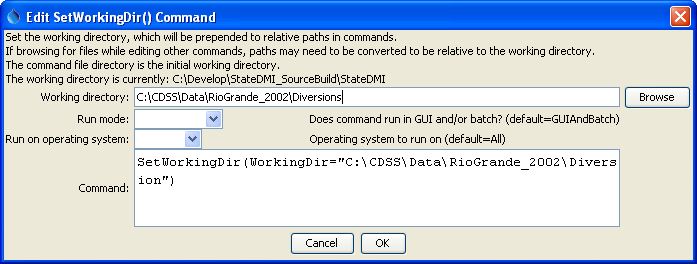 Edit SetWorkingDir() Command
Set the working directory, which will be prepended to relative paths in commands.
If browsing for files while editing other commands, paths may need to be converted to be relative to the working directory.
The command file directory is the initial working directory.
The working directory is currently: C:\Develop\StateDMI_SourceBuild\StateDMI
Working directory: C:\CDSS\Data\RioGrande_2002\Diversions Browse
Run mode: Does command run in GUI and/or batch? (default=GUIAndBatch)
Run on operating system: Operating system to run on (default=All)
Command: SetWorkingDir(WorkingDir="C:\CDSS\Data\RioGrande_2002\Divers
ion")
Cancel OK